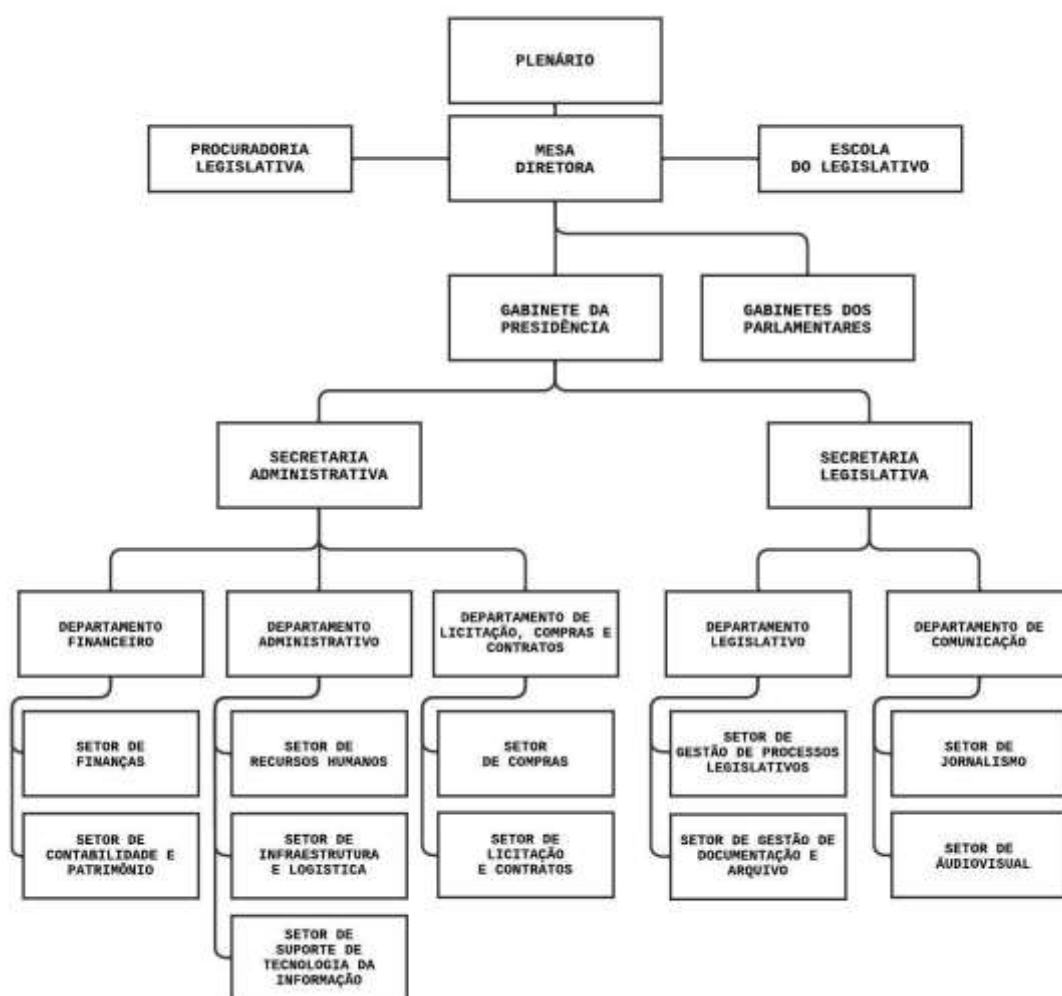 PLENÁRIO
PROCURADORIA
LEGISLATIVA
MESA
DIRETORA
ESCOLA
DO LEGISLATIVO
GABINETE DA
PRESIDÊNCIA
GABINETES DOS
PARLAMENTARES
SECRETARIA
ADMINISTRATIVA
SECRETARIA
LEGISLATIVA
DEPARTAMENTO
FINANCEIRO
DEPARTAMENTO
ADMINISTRATIVO
DEPARTAMENTO DE
LICITAÇÃO, COMPRAS E
CONTRATOS
DEPARTAMENTO
LEGISLATIVO
DEPARTAMENTO DE
COMUNICAÇÃO
SETOR DE
FINANÇAS
SETOR DE
RECURSOS HUMANOS
SETOR
DE COMPRAS
SETOR DE
GESTÃO DE PROCESSOS
LEGISLATIVOS
SETOR DE
JORNALISMO
SETOR DE
CONTABILIDADE E
PATRIMÔNIO
SETOR DE
INFRAESTRUTURA
E LOGISTICA
SETOR DE
LICITAÇÃO
E CONTRATOS
SETOR DE GESTÃO DE
DOCUMENTAÇÃO E
ARQUIVO
SETOR DE
ÁUDIOVISUAL
SETOR DE
SUPORTE DE
TECNOLOGIA DA
INFORMAÇÃO